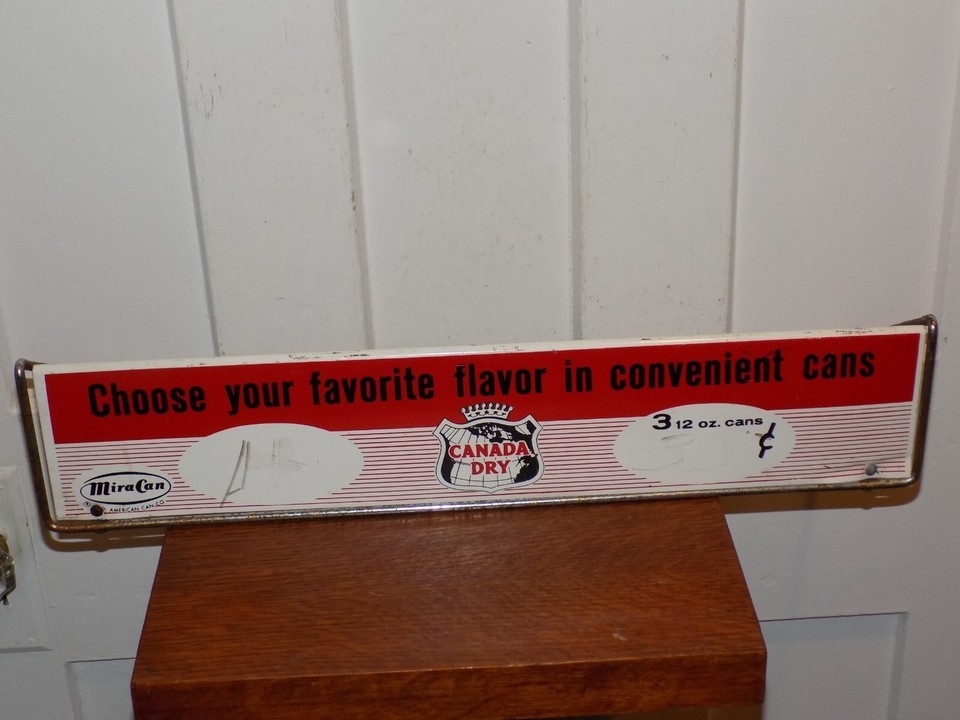 Choose your favorite flavor in convenient cans
3 12 oz. cans
¢
CANADA
DRY
MiraCan
® AMERICAN CAN CO.